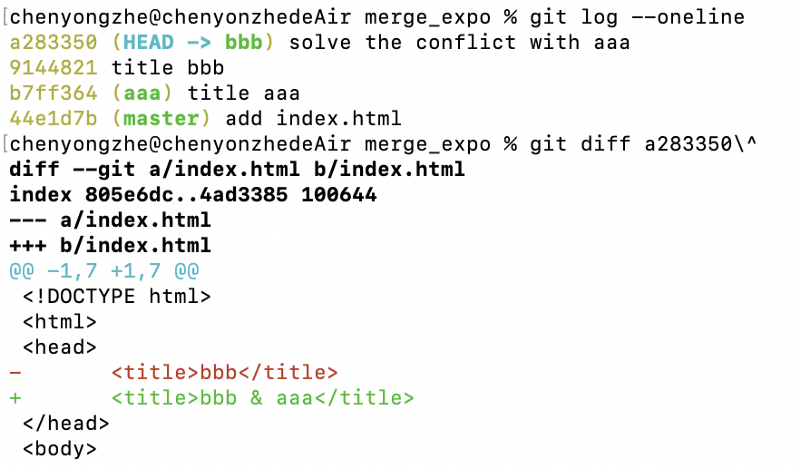 [chenyongzhe@chenyonzhedeAir merge_expo % git log --oneline
a283350 (HEAD -> bbb) solve the conflict with aaa
9144821 title bbb
b7ff364 (aaa) title aaa
44e1d7b (master) add index.html
[chenyongzhe@chenyonzhedeAir merge_expo % git diff a283350\^
diff --git a/index.html b/index.html
index 805e6dc..4ad3385 100644
--- a/index.html
+++ b/index.html
@@ -1,7 +1,7 @@
 <!DOCTYPE html>
 <html>
 <head>
-       <title>bbb</title>
+       <title>bbb & aaa</title>
 </head>
 <body>